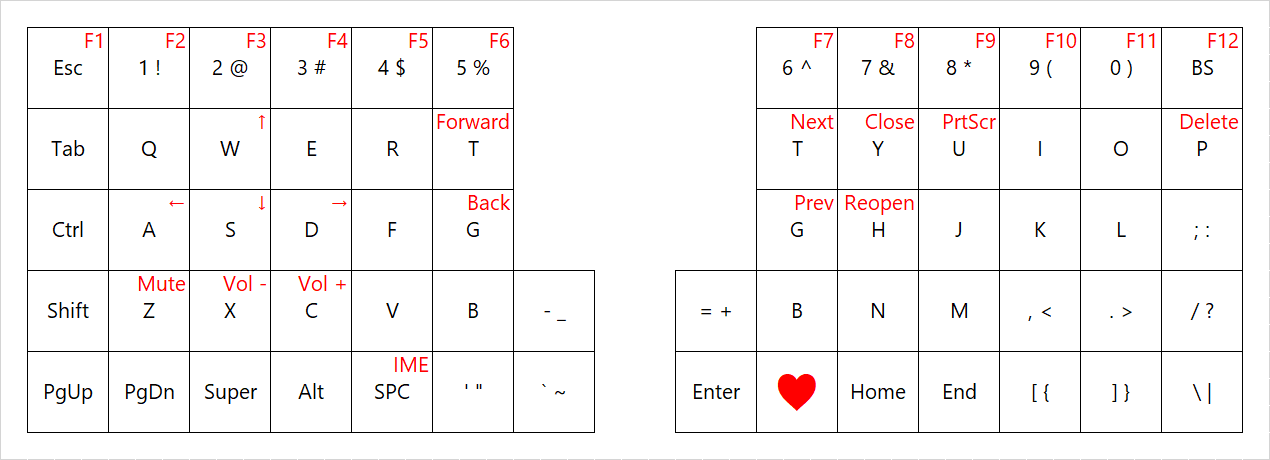 F1 F2 F3 F4 F5 F6 F7 F8 F9 F10 F11 F12
Esc 1 ! 2 @ 3 # 4 $ 5 % 6 ^ 7 & 8 * 9 ( 0 ) BS
↑ Forward Next Close PrtScr Delete
Tab Q W E R T T Y U I O P
← ↓ → Back Prev Reopen
Ctrl A S D F G G H J K L ; :
Mute Vol - Vol +
Shift Z X C V B - _ = + B N M , < . > / ?
IME
PgUp PgDn Super Alt SPC ' " ` ~ Enter Home End [ { ] } \ |